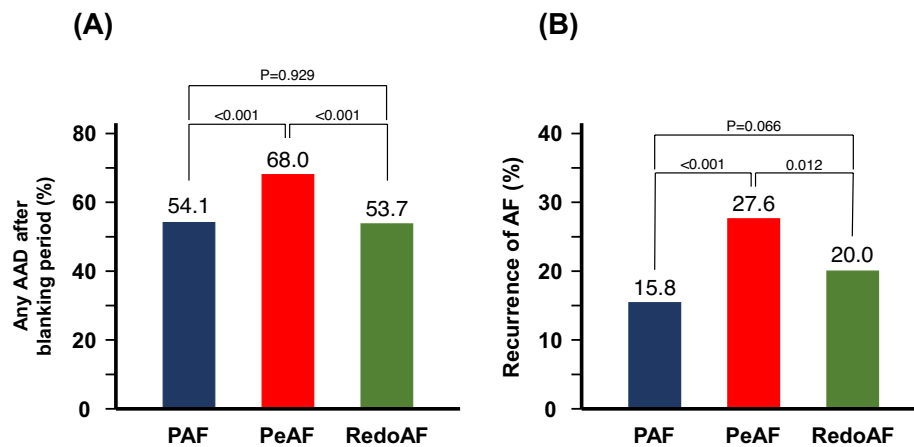 (A)
P=0.929
<0.001 <0.001
80
60
40
20
0
Any AAD after
blanking period (%)
54.1
68.0
53.7
PAF PeAF RedoAF
(B)
P=0.066
<0.001 0.012
40
30
20
10
0
Recurrence of AF (%)
15.8
27.6
20.0
PAF PeAF RedoAF